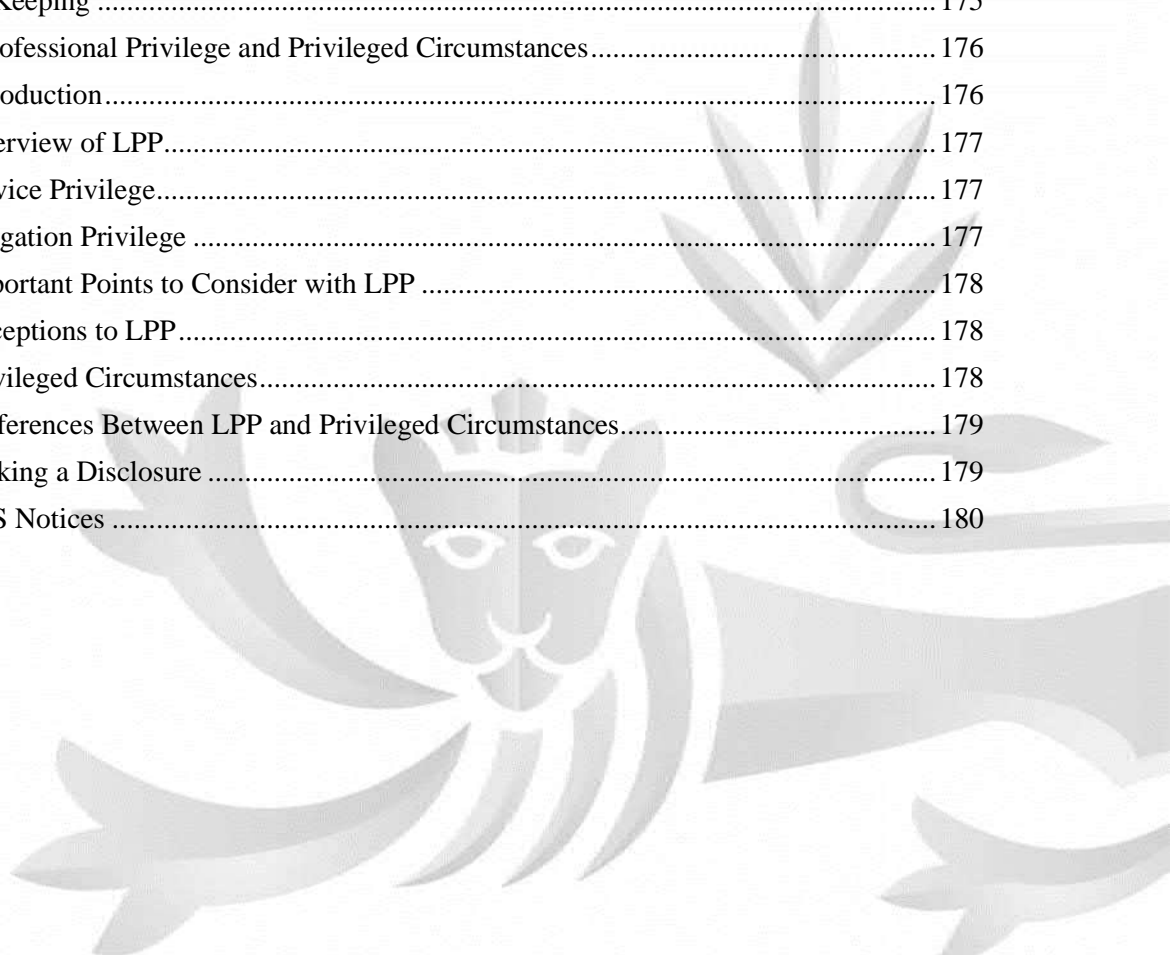 Keeping ........................................................................................................ 175
ofessional Privilege and Privileged Circumstances.............................................. 176
oduction............................................................................................................... 176
erview of LPP....................................................................................................... 177
vice Privilege........................................................................................................ 177
gation Privilege .................................................................................................... 177
portant Points to Consider with LPP .................................................................... 178
ceptions to LPP..................................................................................................... 178
vileged Circumstances.......................................................................................... 178
ferences Between LPP and Privileged Circumstances.......................................... 179
king a Disclosure .................................................................................................. 179
S Notices .............................................................................................................. 180